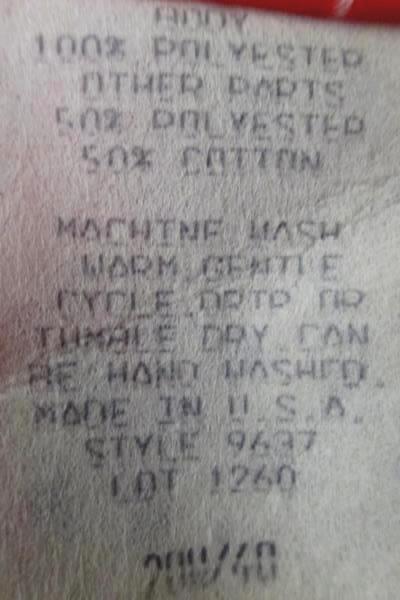 BODY
100% POLYESTER
OTHER PARTS
50% POLYESTER
50% COTTON
MACHINE WASH
WARM GENTLE
CYCLE DRIP OR
TUMBLE DRY CAN
BE HAND WASHED.
MADE IN U.S.A.
STYLE 9637
LOT 1260